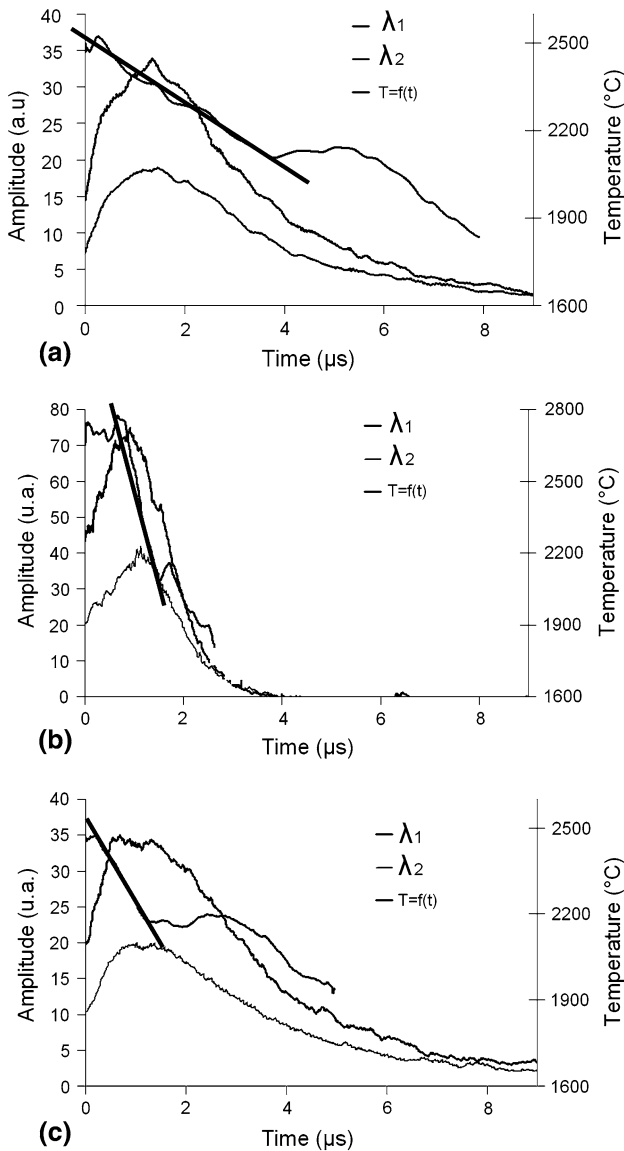 40
35
30
25
20
15
10
5
0
Amplitude (a.u)
λ1
λ2
T=f(t)
2500
2200
1900
1600
Temperature (°C)
0 2 4 6 8
Time (μs)
(a)
80
70
60
50
40
30
20
10
0
Amplitude (u.a.)
λ1
λ2
T=f(t)
2800
2500
2200
1900
1600
Temperature (°C)
0 2 4 6 8
Time (μs)
(b)
40
35
30
25
20
15
10
5
0
Amplitude (u.a.)
λ1
λ2
T=f(t)
2500
2200
1900
1600
Temperature (°C)
0 2 4 6 8
Time (μs)
(c)